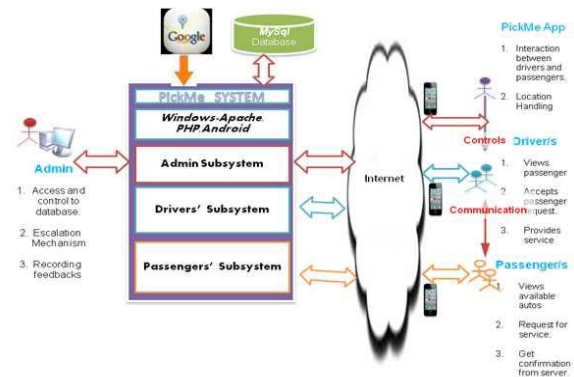 Google
MySql
Database
PickMe SYSTEM
Windows-Apache
PHP.Android
Admin Subsystem
Drivers' Subsystem
Passengers' Subsystem
Admin
1. Access and
control to
database.
2. Escalation
Mechanism
3. Recording
feedbacks
Internet
PickMe App
1. Interaction
between
drivers and
passengers.
2. Location
Handling
Controls
Driver/s
1. Views
passenger
2. Accepts
passenger
request.
Communication
3. Provides
service
Passenger/s
1. Views
available
autos
2. Request for
service.
3. Get
confirmation
from server.